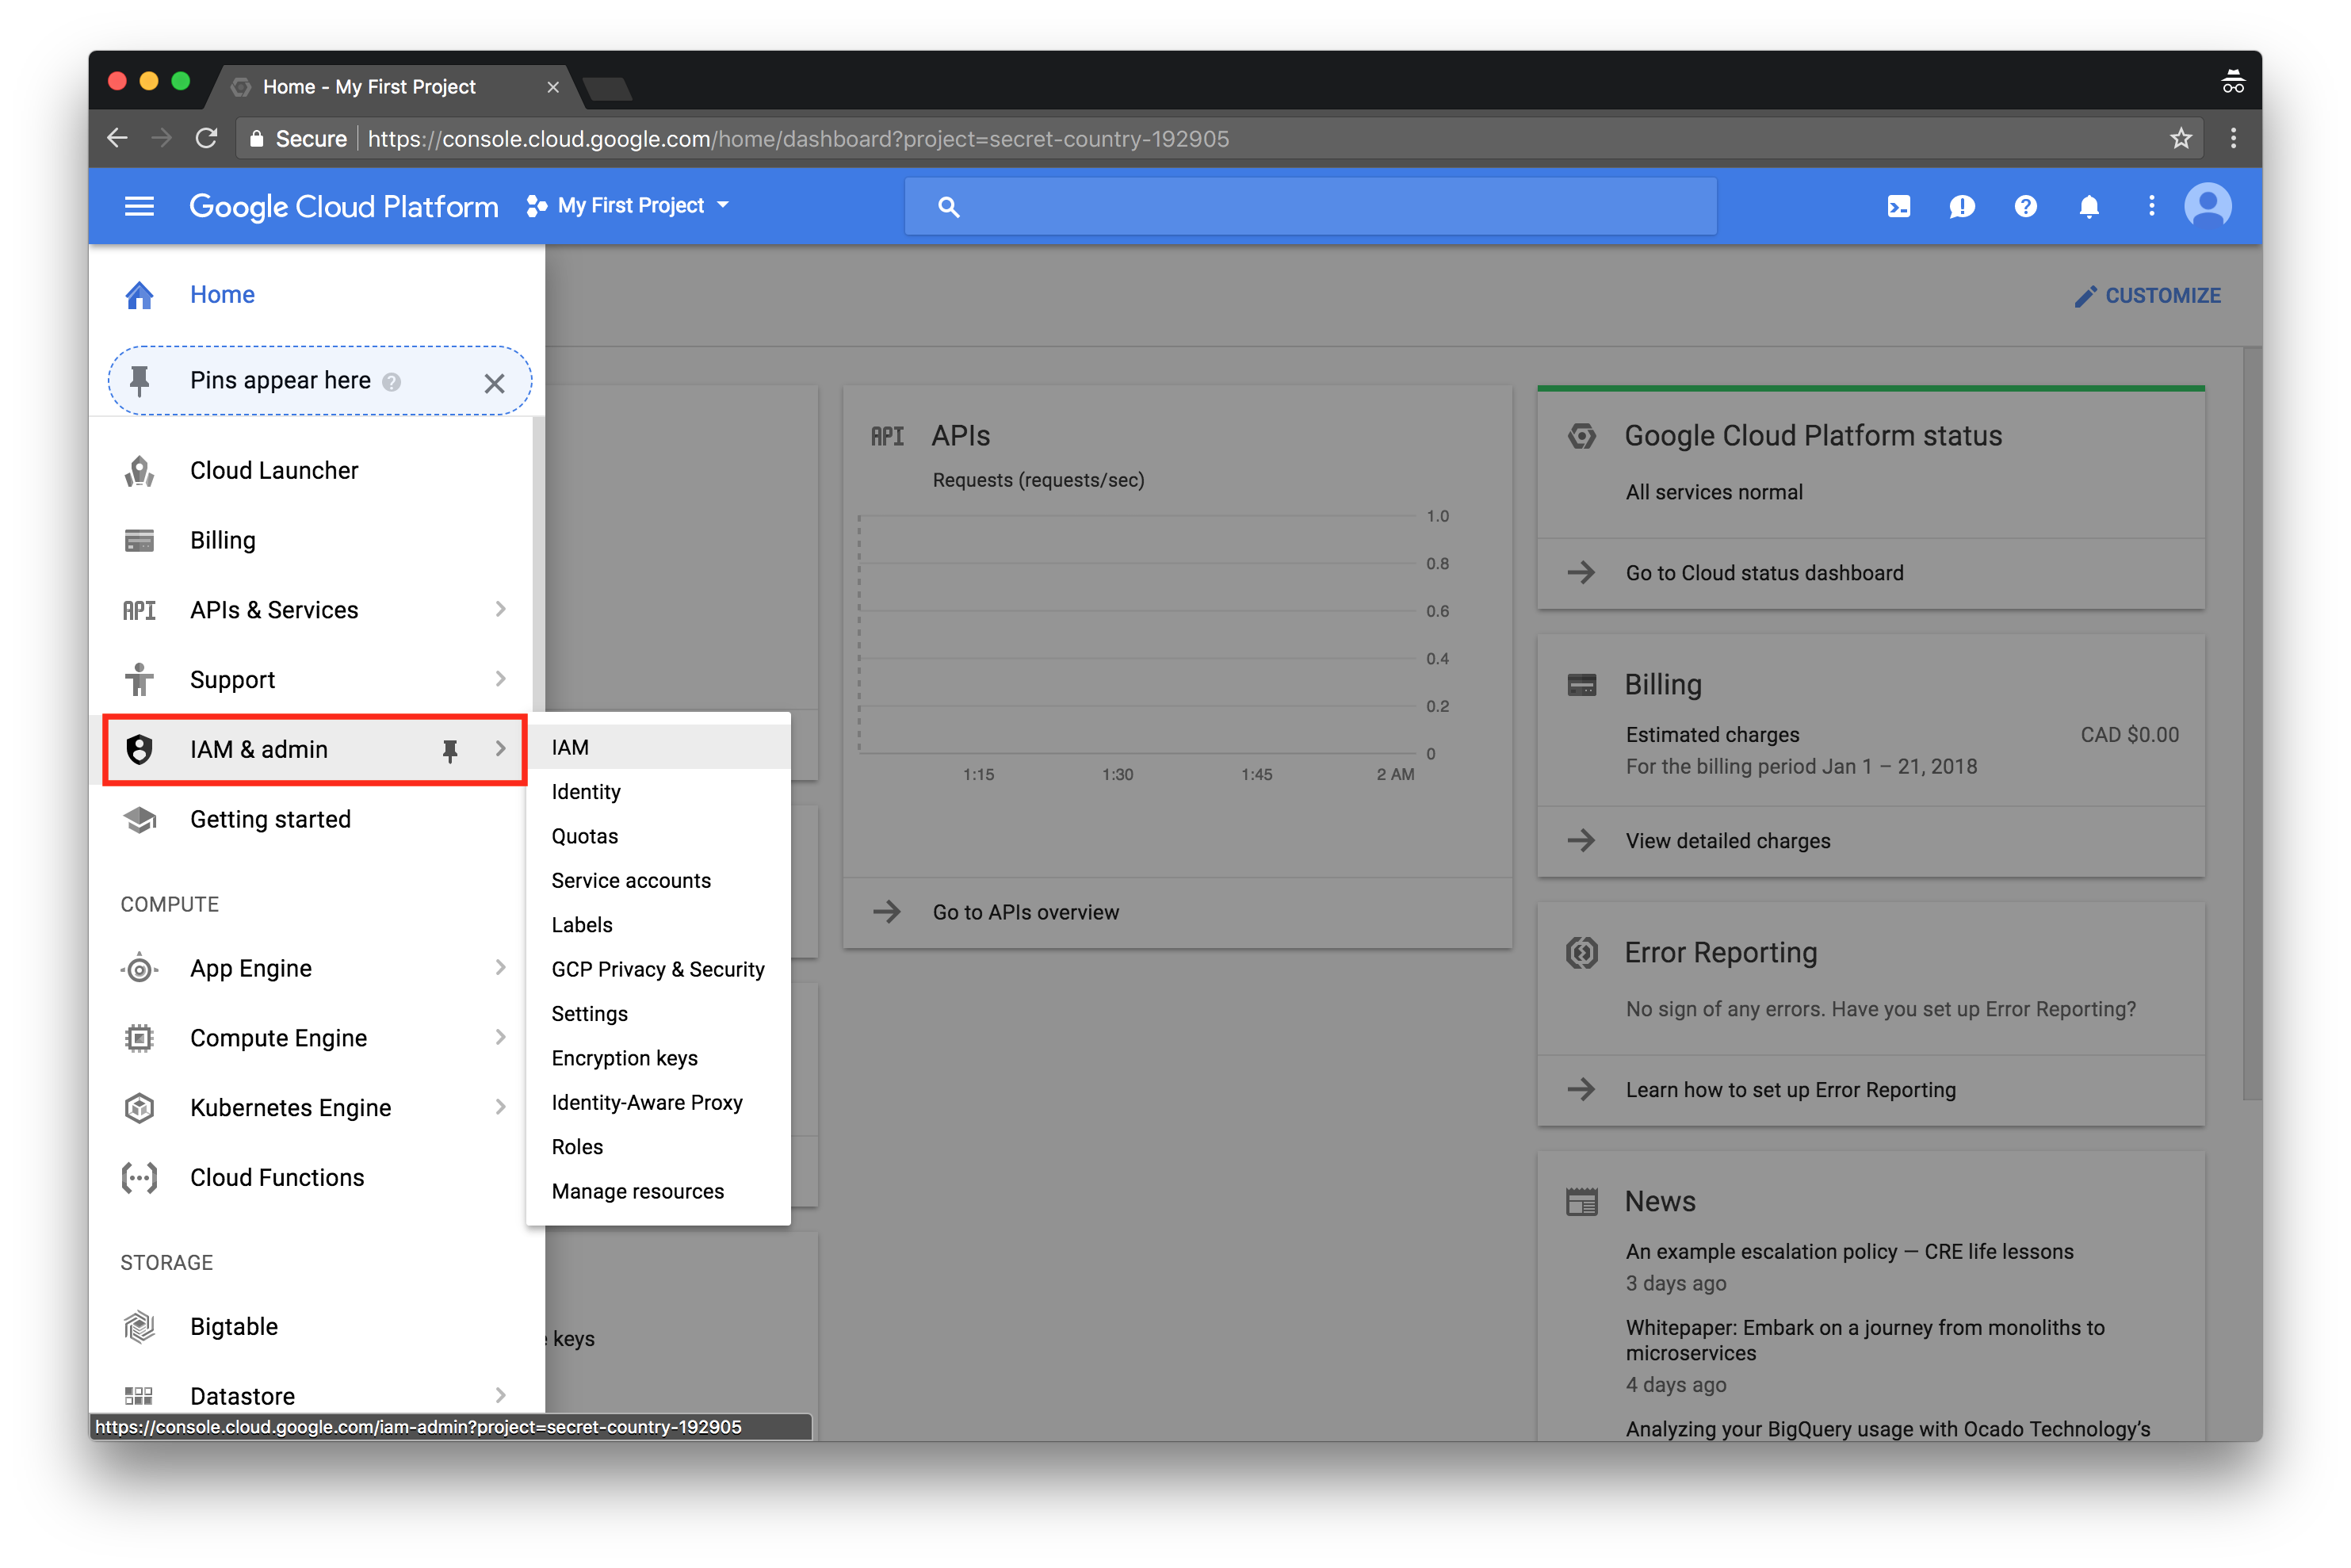 Home - My First Project
Secure https://console.cloud.google.com/home/dashboard?project=secret-country-192905
Google Cloud Platform My First Project
Home
CUSTOMIZE
Pins appear here
Cloud Launcher
Billing
API APIs & Services
Support
IAM & admin
Getting started
COMPUTE
App Engine
Compute Engine
Kubernetes Engine
Cloud Functions
STORAGE
Bigtable
Datastore
https://console.cloud.google.com/iam-admin?project=secret-country-192905
IAM
Identity
Quotas
Service accounts
Labels
GCP Privacy & Security
Settings
Encryption keys
Identity-Aware Proxy
Roles
Manage resources
keys
API APIs
Requests (requests/sec)
1.0
0.8
0.6
0.4
0.2
0
1:15 1:30 1:45 2 AM
Go to APIs overview
Google Cloud Platform status
All services normal
Go to Cloud status dashboard
Billing
Estimated charges CAD $0.00
For the billing period Jan 1 – 21, 2018
View detailed charges
Error Reporting
No sign of any errors. Have you set up Error Reporting?
Learn how to set up Error Reporting
News
An example escalation policy — CRE life lessons
3 days ago
Whitepaper: Embark on a journey from monoliths to
microservices
4 days ago
Analyzing your BigQuery usage with Ocado Technology's